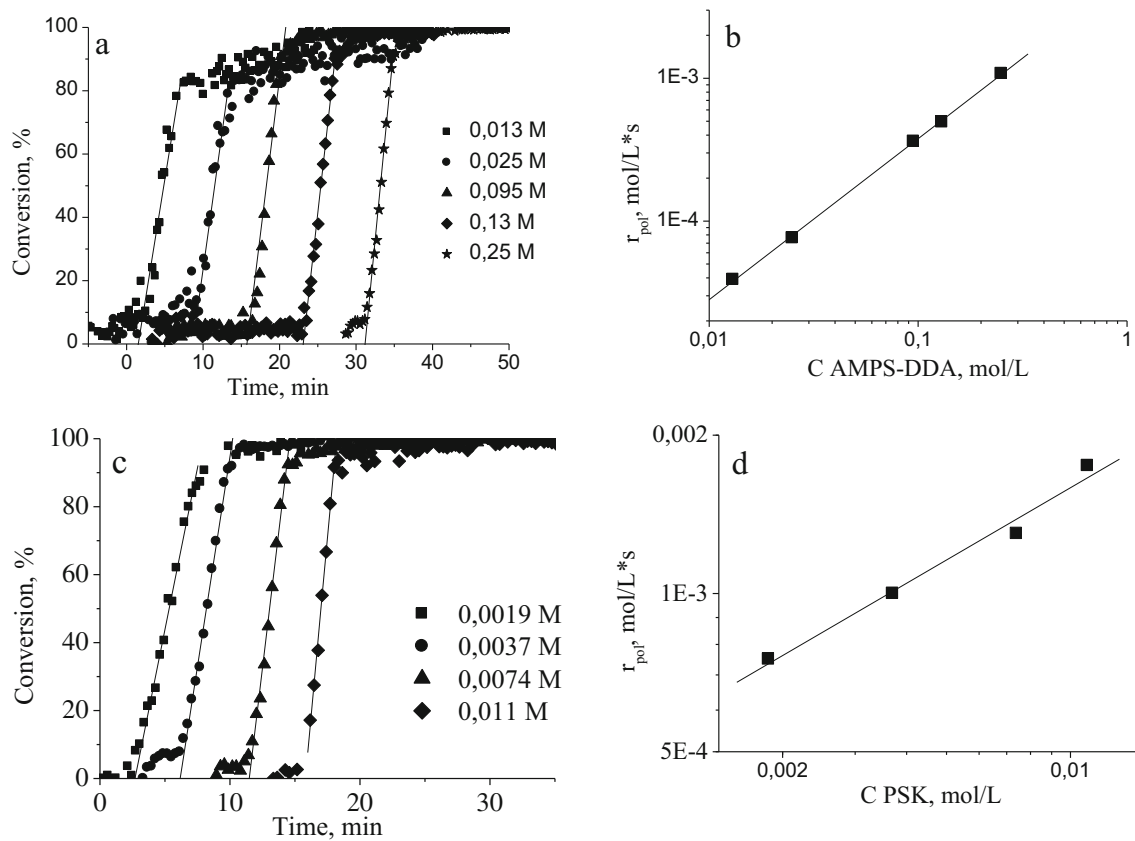 a
100
80
60
40
20
0
Conversion, %
0,013 M
0,025 M
0,095 M
0,13 M
0,25 M
0 10 20 30 40 50
Time, min
b
1E-3
1E-4
r_pol, mol/L*s
0,01 0,1 1
C AMPS-DDA, mol/L
c
100
80
60
40
20
0
Conversion, %
0,0019 M
0,0037 M
0,0074 M
0,011 M
0 10 20 30
Time, min
d
0,002
1E-3
5E-4
r_pol, mol/L*s
0,002 0,01
C PSK, mol/L